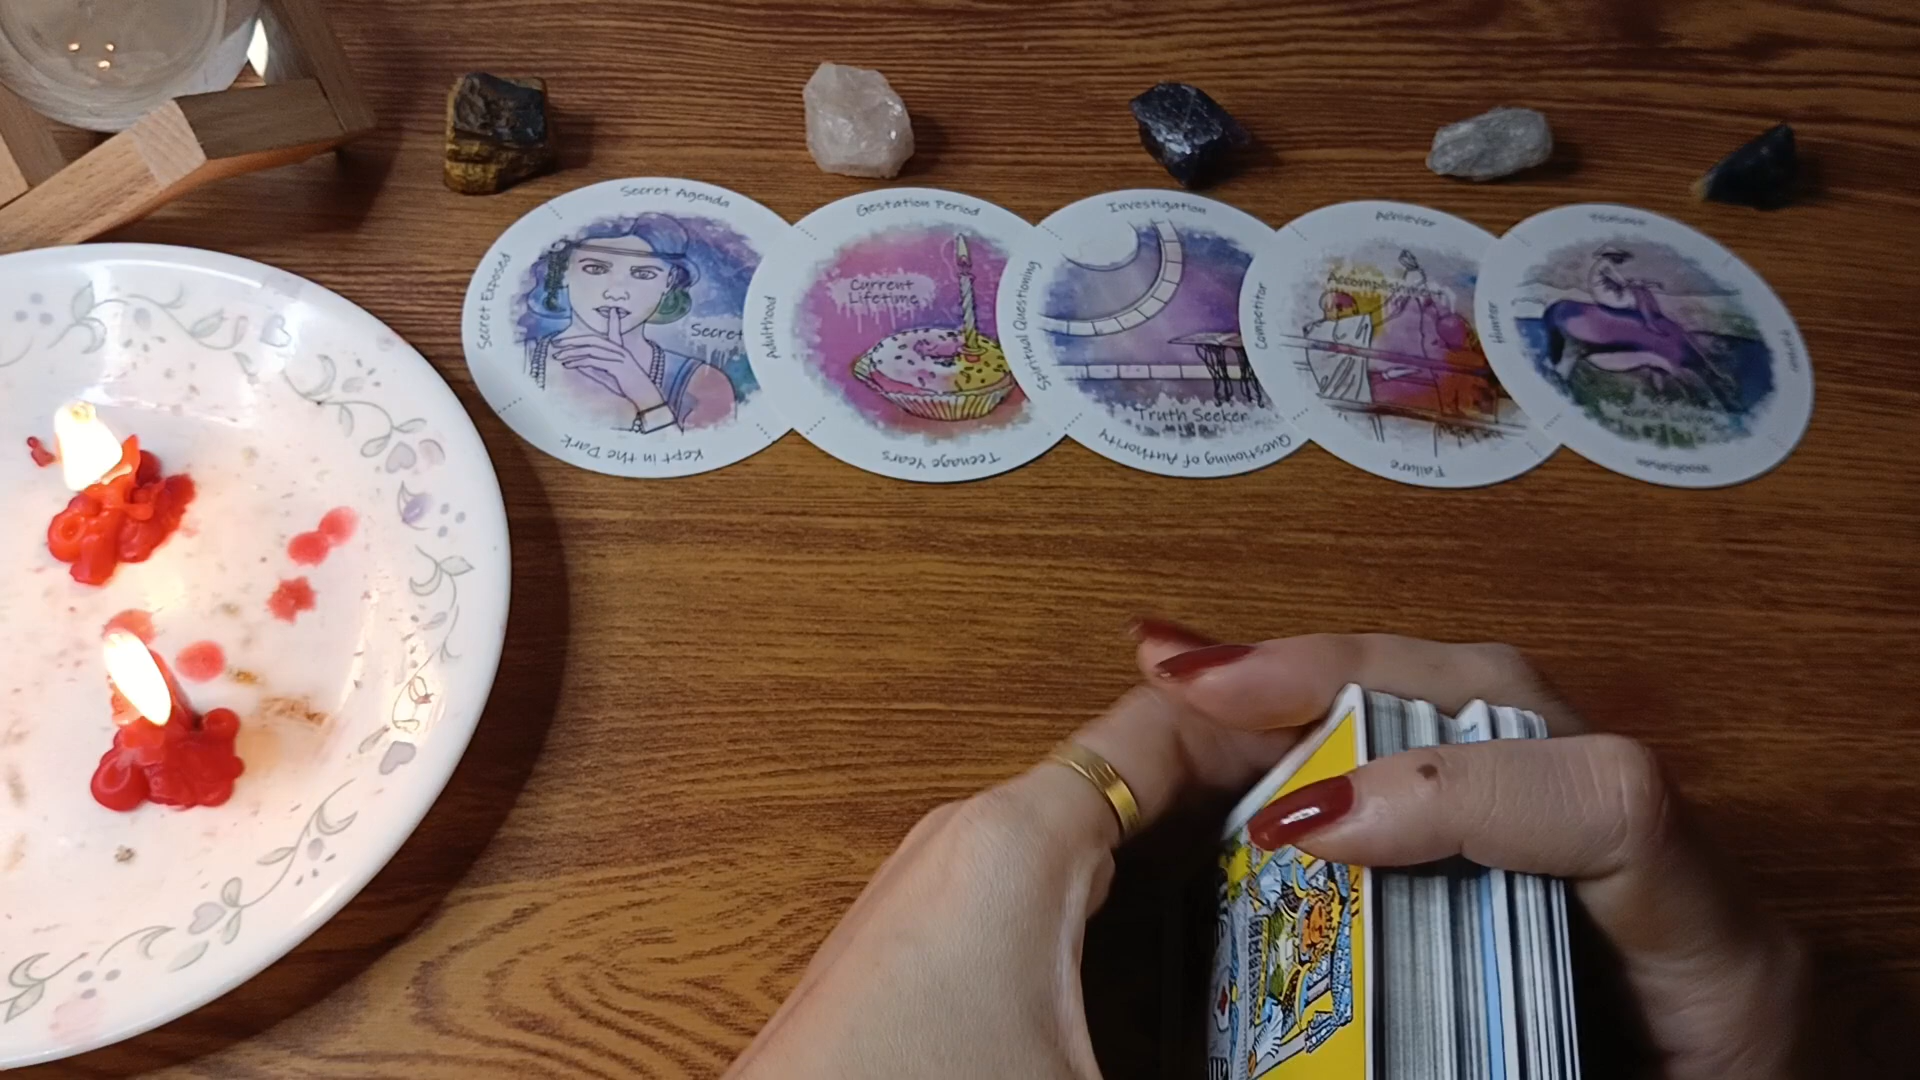 Secret Agenda
Secret Exposed
Secret
Kept in the Dark
Gestation Period
Adulthood
Current
Lifetime
Teenage Years
Investigation
Spiritual Questioning
Truth Seeker
Questioning of Authority
Achiever
Competitor
Accomplishment
Failure
Hunter